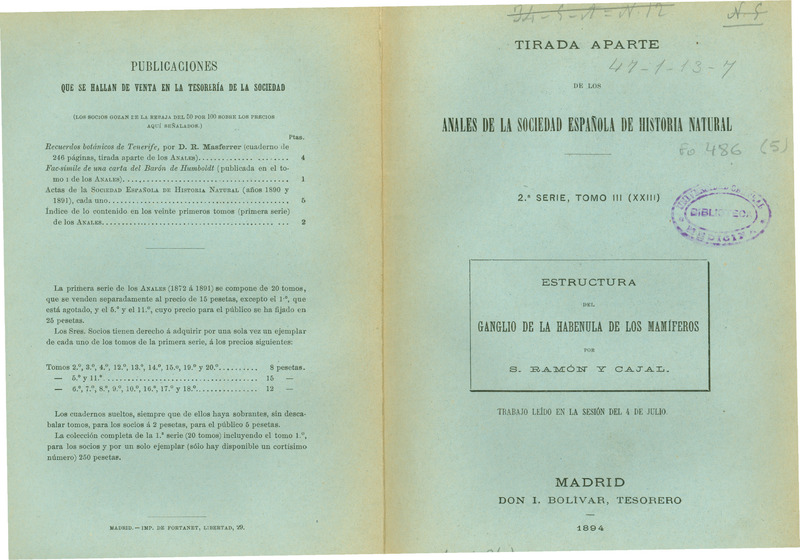 PUBLICACIONES
QUE SE HALLAN DE VENTA EN LA TESORERÍA DE LA SOCIEDAD
(LOS SOCIOS GOZAN DE LA REBAJA DEL 50 POR 100 SOBRE LOS PRECIOS
AQUÍ SEÑALADOS.)
Ptas.
Recuerdos botánicos de Tenerife, por D. R. Masferrer (cuaderno de
246 páginas, tirada aparte de los ANALES)........................ 4
Fac-simile de una carta del Barón de Humboldt (publicada en el to-
mo I de los ANALES)........................ 1
Actas de la SOCIEDAD ESPAÑOLA DE HISTORIA NATURAL (años 1890 y
1891), cada uno........................ 5
Índice de lo contenido en los veinte primeros tomos (primera serie)
de los ANALES........................ 2
La primera serie de los ANALES (1872 á 1891) se compone de 20 tomos,
que se venden separadamente al precio de 15 pesetas, excepto el 1.º, que
está agotado, y el 5.º y el 11.º, cuyo precio para el público se ha fijado en
25 pesetas.
Los Sres. Socios tienen derecho á adquirir por una sola vez un ejemplar
de cada uno de los tomos de la primera serie, á los precios siguientes:
Tomos 2.º, 3.º, 4.º, 12.º, 13.º, 14.º, 15.º, 19.º y 20.º.......... 8 pesetas.
— 5.º y 11.º........................ 15 —
— 6.º, 7.º, 8.º, 9.º, 10.º, 16.º, 17.º y 18.º............... 12 —
Los cuadernos sueltos, siempre que de ellos haya sobrantes, sin desca-
balar tomos, para los socios á 2 pesetas, para el público 5 pesetas.
La colección completa de la 1.ª serie (20 tomos) incluyendo el tomo 1.º,
para los socios y por un solo ejemplar (sólo hay disponible un cortísimo
número) 250 pesetas.
MADRID.—IMP. DE FORTANET, LIBERTAD, 29.
N.5
TIRADA APARTE
47-1-13-7
DE LOS
ANALES DE LA SOCIEDAD ESPAÑOLA DE HISTORIA NATURAL
486 (5)
2.ª SERIE, TOMO III (XXIII)
BIBLIOTECA
MEDICINA
ESTRUCTURA
DEL
GANGLIO DE LA HABENULA DE LOS MAMÍFEROS
POR
S. RAMÓN Y CAJAL.
TRABAJO LEÍDO EN LA SESIÓN DEL 4 DE JULIO.
MADRID
DON I. BOLÍVAR, TESORERO
1894